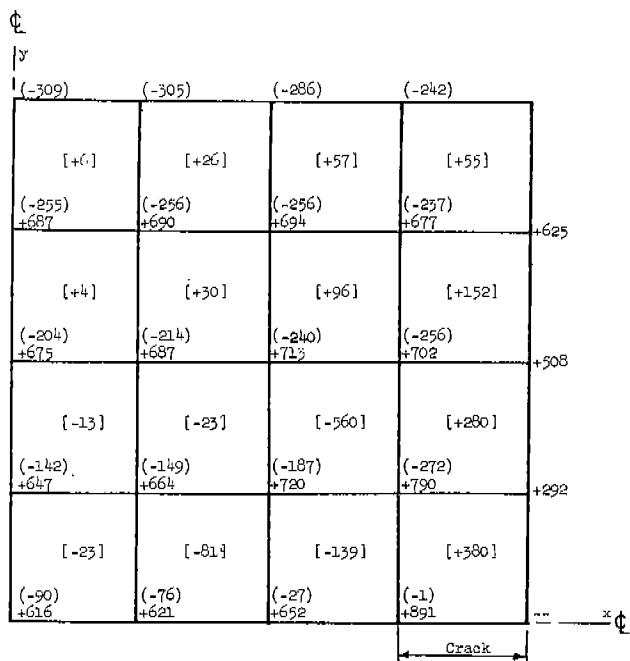 ℄
y
(-309) (-305) (-286) (-242)
[+26] [+57] [+55]
(-255) (-256) (-256) (-237)
+687 +690 +694 +677
+625
[+4] [+30] [+96] [+152]
(-204) (-214) (-240) (-256)
+675 +687 +713 +702
+508
[-13] [-23] [-560] [+280]
(-142) (-149) (-187) (-272)
+647 +664 +720 +790
+292
[-23] [-81] [-139] [+380]
(-90) (-76) (-27) (-1)
+616 +621 +652 +891
x ℄
Crack